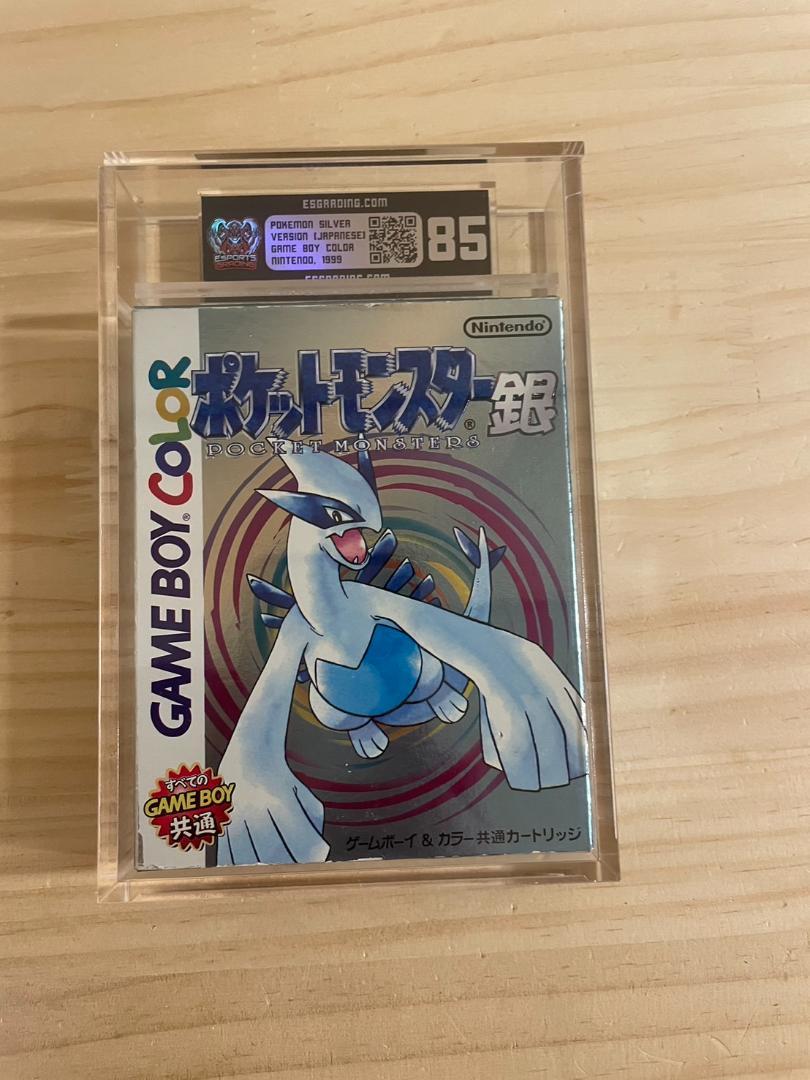 ESGRADING.COM
ESPORTS
GRADING
POKEMON SILVER
VERSION (JAPANESE)
GAME BOY COLOR
NINTENDO, 1999
85
ESGRADING.COM
Nintendo®
ポケットモンスター銀
®
POCKET MONSTERS
GAME BOY® COLOR
すべての
GAME BOY
共通
ゲームボーイ & カラー共通カートリッジ